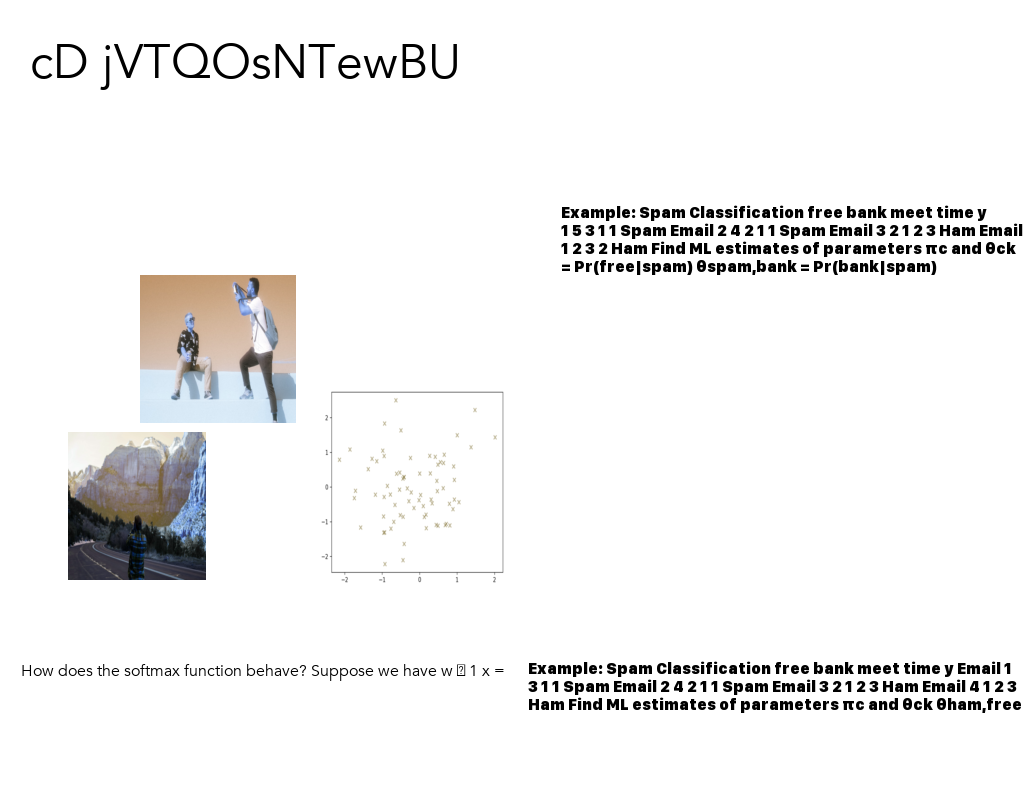 cD jVTQOsNTewBU
Example: Spam Classification free bank meet time y
1 5 3 1 1 Spam Email 2 4 2 1 1 Spam Email 3 2 1 2 3 Ham Email
1 2 3 2 Ham Find ML estimates of parameters πc and θck
= Pr(free|spam) θspam,bank = Pr(bank|spam)
2
1
0
−1
−2
−2 −1 0 1 2
How does the softmax function behave? Suppose we have w 1 x =
Example: Spam Classification free bank meet time y Email 1
3 1 1 Spam Email 2 4 2 1 1 Spam Email 3 2 1 2 3 Ham Email 4 1 2 3
Ham Find ML estimates of parameters πc and θck θham,free